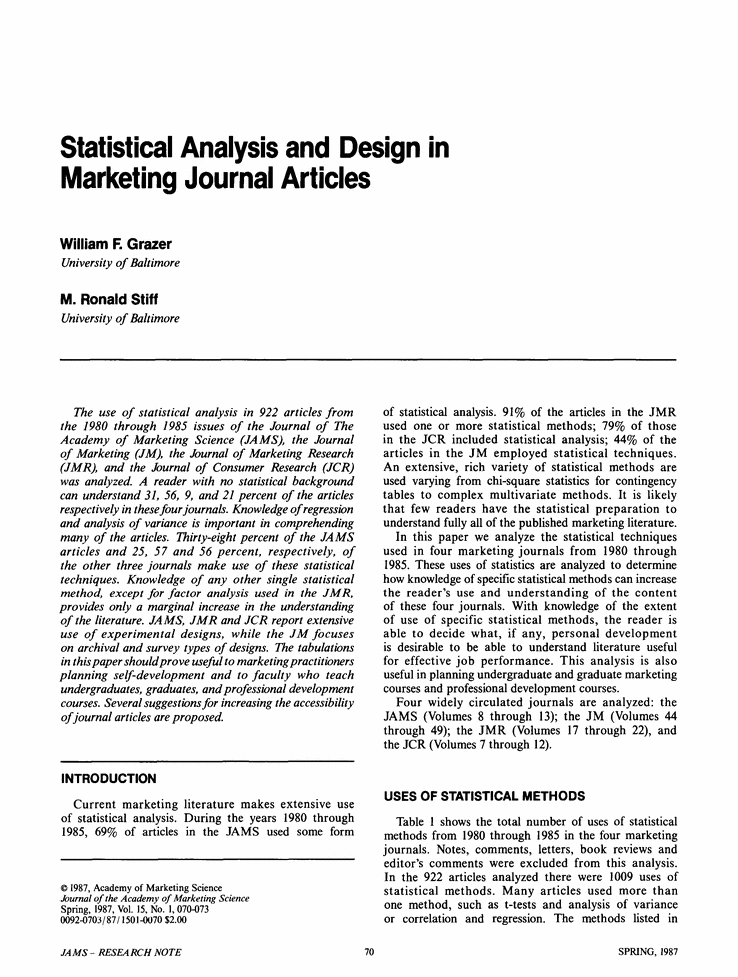 Statistical Analysis and Design in
Marketing Journal Articles
William F. Grazer
University of Baltimore
M. Ronald Stiff
University of Baltimore
The use of statistical analysis in 922 articles from
the 1980 through 1985 issues of the Journal of The
Academy of Marketing Science (JAMS), the Journal
of Marketing (JM), the Journal of Marketing Research
(JMR), and the Journal of Consumer Research (JCR)
was analyzed. A reader with no statistical background
can understand 31, 56, 9, and 21 percent of the articles
respectively in these four journals. Knowledge of regression
and analysis of variance is important in comprehending
many of the articles. Thirty-eight percent of the JAMS
articles and 25, 57 and 56 percent, respectively, of
the other three journals make use of these statistical
techniques. Knowledge of any other single statistical
method, except for factor analysis used in the JMR,
provides only a marginal increase in the understanding
of the literature. JAMS, JMR and JCR report extensive
use of experimental designs, while the JM focuses
on archival and survey types of designs. The tabulations
in this paper should prove useful to marketing practitioners
planning self-development and to faculty who teach
undergraduates, graduates, and professional development
courses. Several suggestions for increasing the accessibility
of journal articles are proposed.
INTRODUCTION
Current marketing literature makes extensive use
of statistical analysis. During the years 1980 through
1985, 69% of articles in the JAMS used some form
© 1987, Academy of Marketing Science
Journal of the Academy of Marketing Science
Spring, 1987, Vol. 15, No. 1, 070-073
0092-0703/87/1501-0070 $2.00
of statistical analysis. 91% of the articles in the JMR
used one or more statistical methods; 79% of those
in the JCR included statistical analysis; 44% of the
articles in the JM employed statistical techniques.
An extensive, rich variety of statistical methods are
used varying from chi-square statistics for contingency
tables to complex multivariate methods. It is likely
that few readers have the statistical preparation to
understand fully all of the published marketing literature.
In this paper we analyze the statistical techniques
used in four marketing journals from 1980 through
1985. These uses of statistics are analyzed to determine
how knowledge of specific statistical methods can increase
the reader's use and understanding of the content
of these four journals. With knowledge of the extent
of use of specific statistical methods, the reader is
able to decide what, if any, personal development
is desirable to be able to understand literature useful
for effective job performance. This analysis is also
useful in planning undergraduate and graduate marketing
courses and professional development courses.
Four widely circulated journals are analyzed: the
JAMS (Volumes 8 through 13); the JM (Volumes 44
through 49); the JMR (Volumes 17 through 22), and
the JCR (Volumes 7 through 12).
USES OF STATISTICAL METHODS
Table 1 shows the total number of uses of statistical
methods from 1980 through 1985 in the four marketing
journals. Notes, comments, letters, book reviews and
editor's comments were excluded from this analysis.
In the 922 articles analyzed there were 1009 uses of
statistical methods. Many articles used more than
one method, such as t-tests and analysis of variance
or correlation and regression. The methods listed in
JAMS - RESEARCH NOTE
70
SPRING, 1987